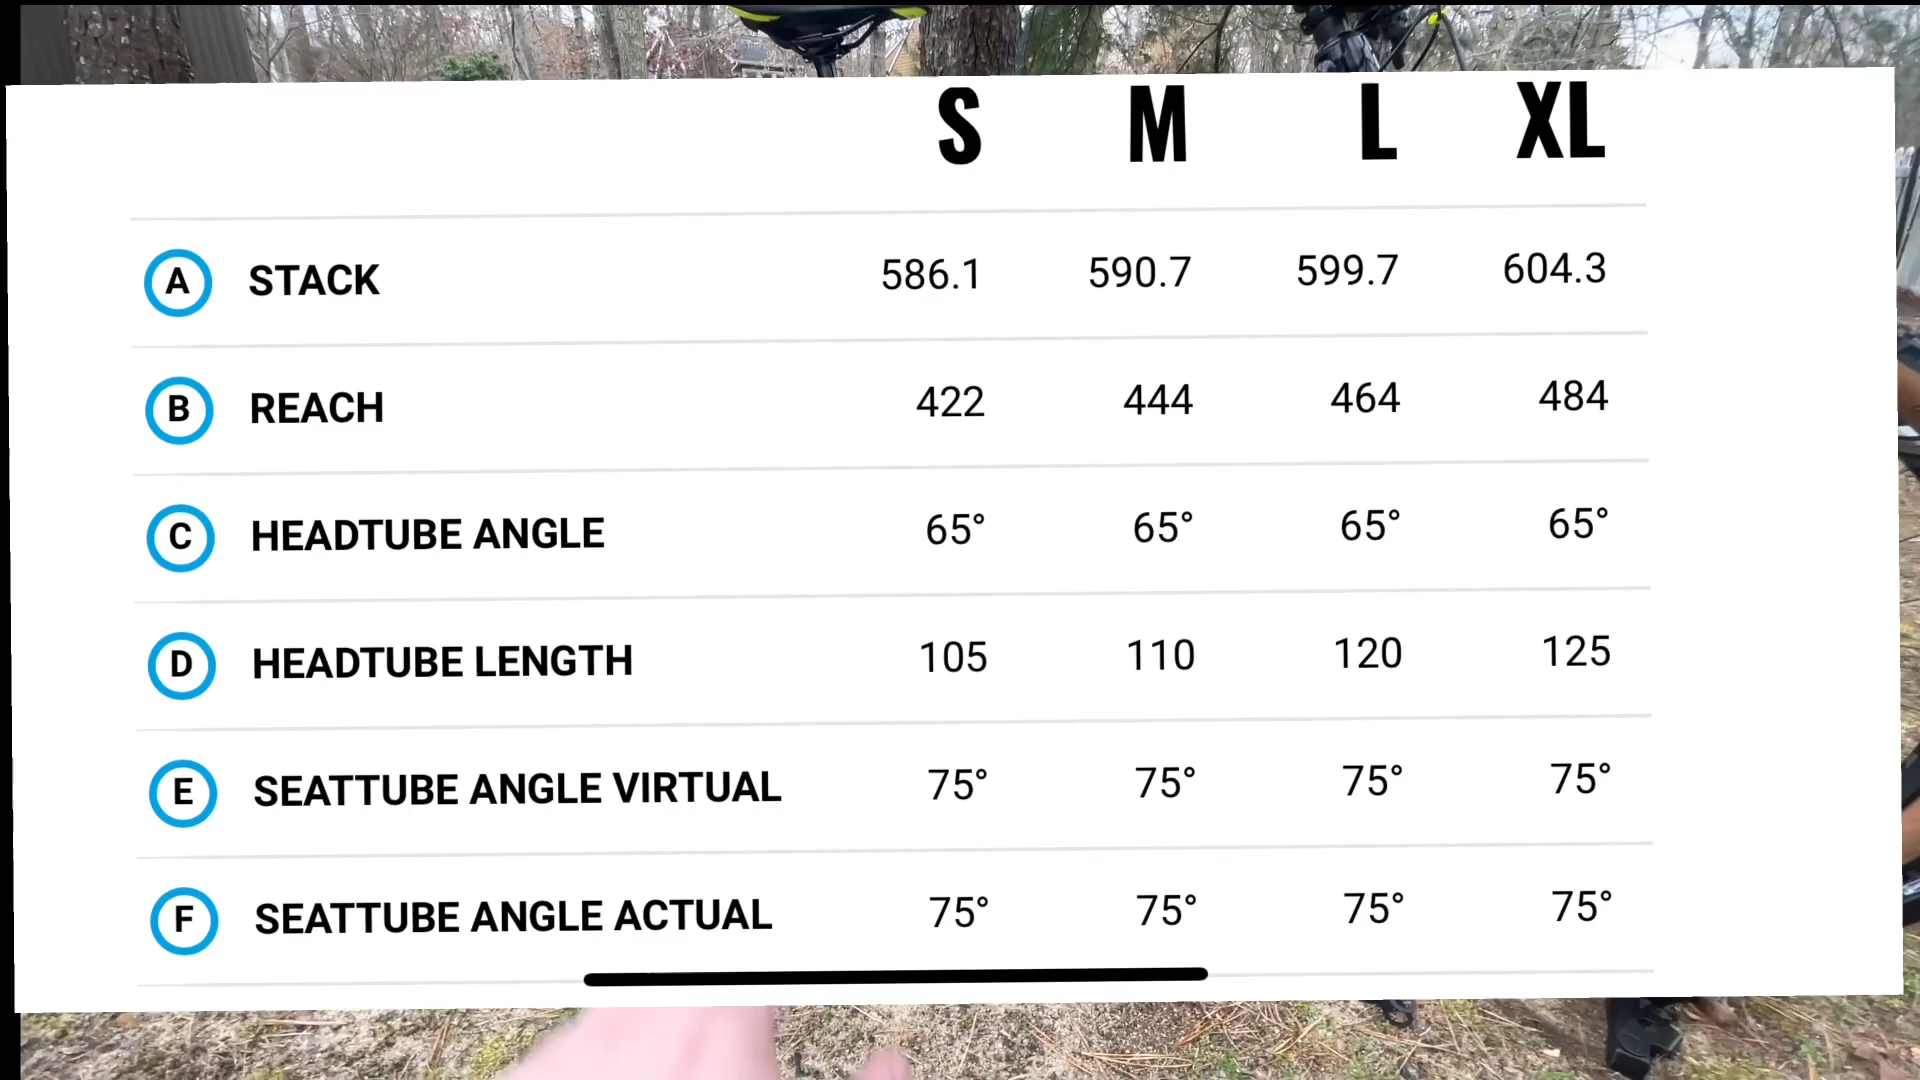 S M L XL
A STACK 586.1 590.7 599.7 604.3
B REACH 422 444 464 484
C HEADTUBE ANGLE 65° 65° 65° 65°
D HEADTUBE LENGTH 105 110 120 125
E SEATTUBE ANGLE VIRTUAL 75° 75° 75° 75°
F SEATTUBE ANGLE ACTUAL 75° 75° 75° 75°